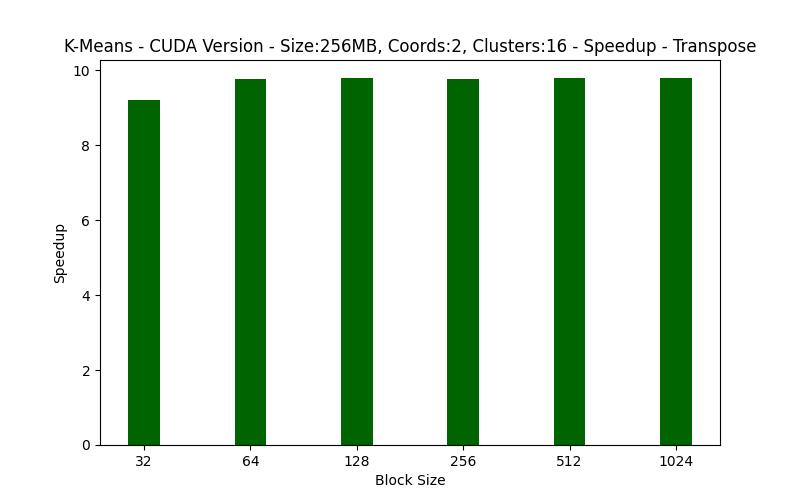 K-Means - CUDA Version - Size:256MB, Coords:2, Clusters:16 - Speedup - Transpose
10
8
6
4
2
0
Speedup
32 64 128 256 512 1024
Block Size